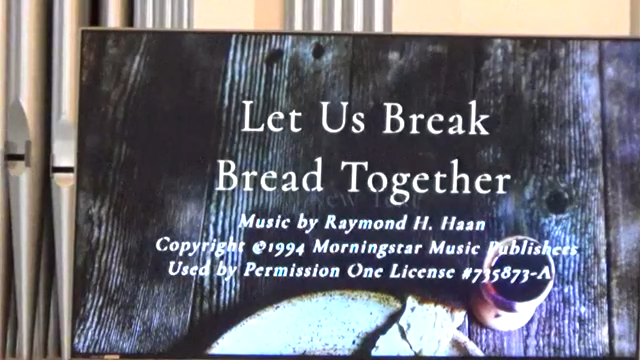 Let Us Break
Bread Together
Music by Raymond H. Haan
Copyright ©1994 Morningstar Music Publishers
Used by Permission One License #735873-A